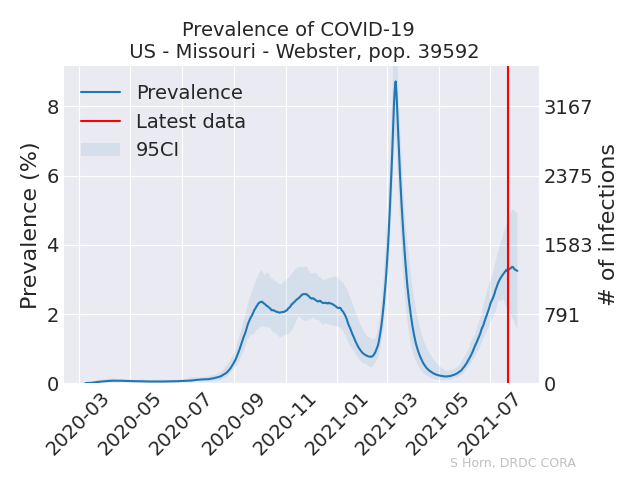 Prevalence of COVID-19
US - Missouri - Webster, pop. 39592
Prevalence
Latest data
95CI
Prevalence (%)
8
6
4
2
0
3167
2375
1583
791
0
# of infections
2020-03
2020-05
2020-07
2020-09
2020-11
2021-01
2021-03
2021-05
2021-07
S Horn, DRDC CORA